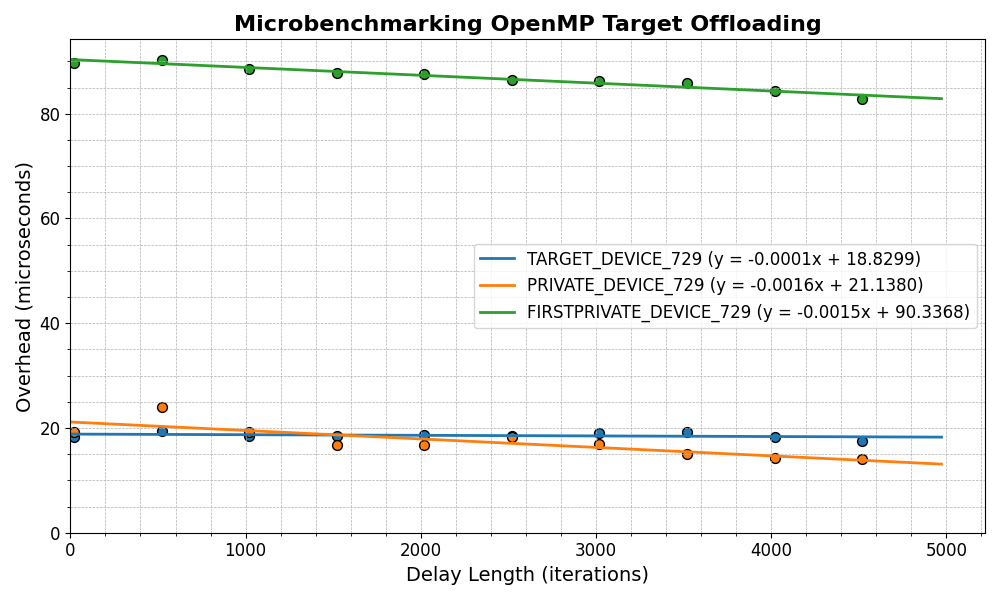 Microbenchmarking OpenMP Target Offloading
Overhead (microseconds)
80
60
40
20
0
TARGET_DEVICE_729 (y = -0.0001x + 18.8299)
PRIVATE_DEVICE_729 (y = -0.0016x + 21.1380)
FIRSTPRIVATE_DEVICE_729 (y = -0.0015x + 90.3368)
0 1000 2000 3000 4000 5000
Delay Length (iterations)